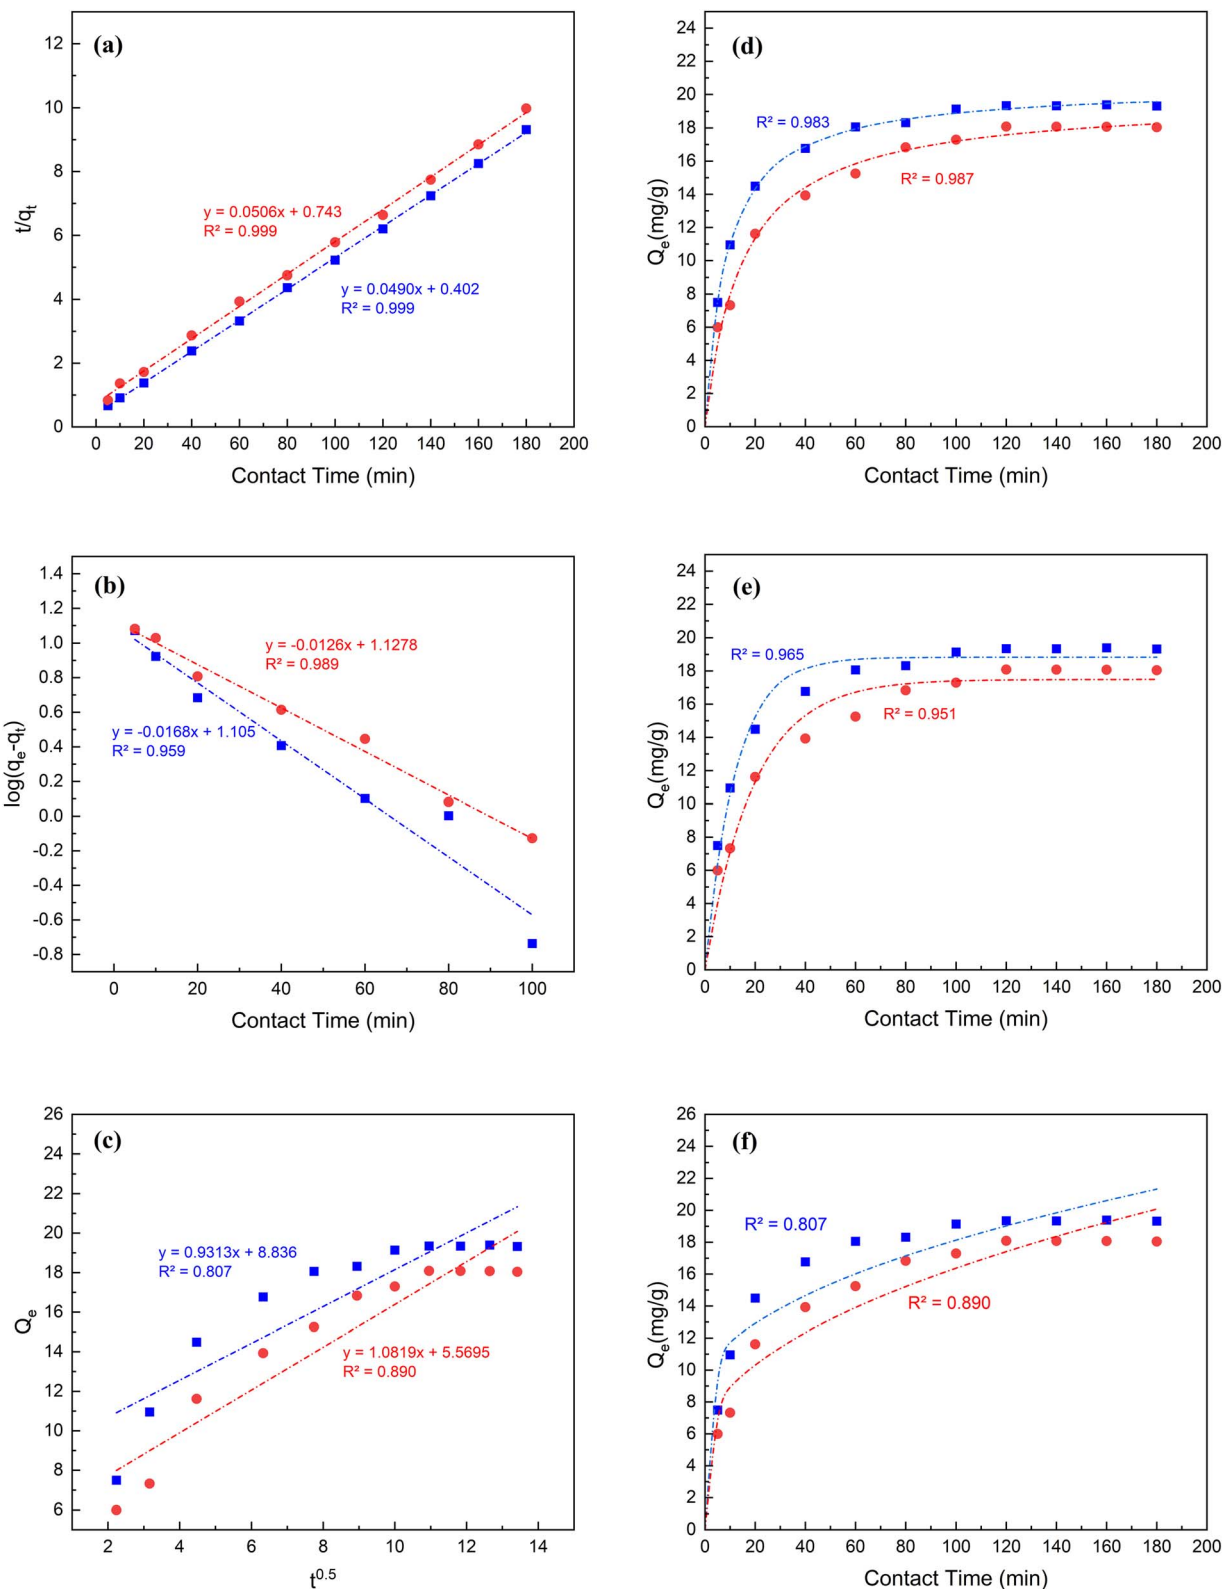 (a)
12
10
8
6
4
2
0
t/qt
y = 0.0506x + 0.743
R² = 0.999
y = 0.0490x + 0.402
R² = 0.999
0 20 40 60 80 100 120 140 160 180 200
Contact Time (min)
(d)
24
22
20
18
16
14
12
10
8
6
4
2
0
Qe(mg/g)
R² = 0.983
R² = 0.987
0 20 40 60 80 100 120 140 160 180 200
Contact Time (min)
(b)
1.4
1.2
1.0
0.8
0.6
0.4
0.2
0.0
-0.2
-0.4
-0.6
-0.8
log(qe-qt)
y = -0.0126x + 1.1278
R² = 0.989
y = -0.0168x + 1.105
R² = 0.959
0 20 40 60 80 100
Contact Time (min)
(e)
24
22
20
18
16
14
12
10
8
6
4
2
0
Qe(mg/g)
R² = 0.965
R² = 0.951
0 20 40 60 80 100 120 140 160 180 200
Contact Time (min)
(c)
26
24
22
20
18
16
14
12
10
8
6
Qe
y = 0.9313x + 8.836
R² = 0.807
y = 1.0819x + 5.5695
R² = 0.890
2 4 6 8 10 12 14
t0.5
(f)
26
24
22
20
18
16
14
12
10
8
6
4
2
0
Qe(mg/g)
R² = 0.807
R² = 0.890
0 20 40 60 80 100 120 140 160 180 200
Contact Time (min)